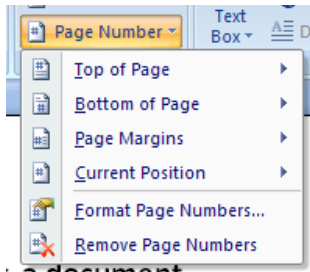 Page Number
Text
Box
Top of Page
Bottom of Page
Page Margins
Current Position
Format Page Numbers...
Remove Page Numbers
a document